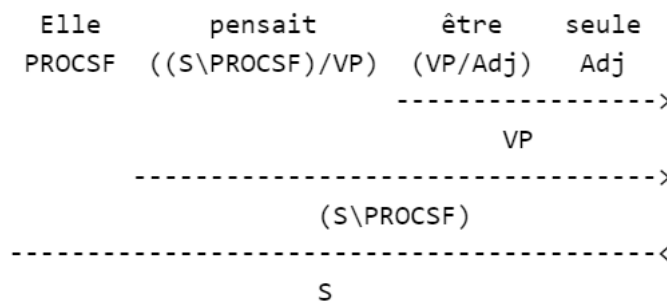 Elle pensait être seule
PROCSF ((S\PROCSF)/VP) (VP/Adj) Adj
----------------->
VP
----------------------------------->
(S\PROCSF)
-------------------------------------------<
S